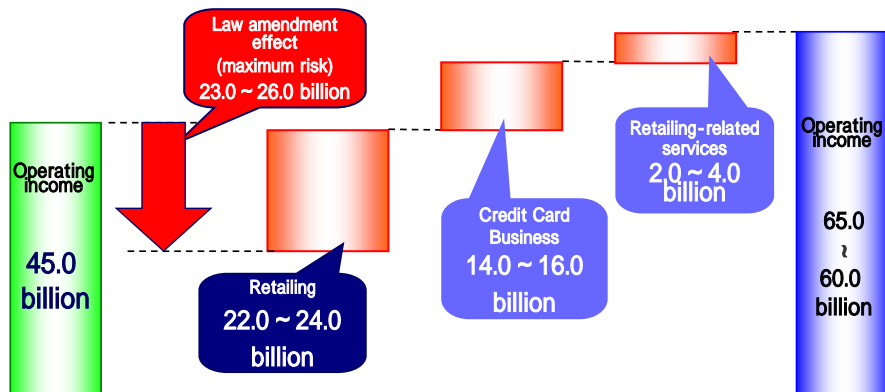 Law amendment
effect
(maximum risk)
23.0 ~ 26.0 billion
Operating
income
45.0
billion
Retailing
22.0 ~ 24.0
billion
Credit Card
Business
14.0 ~ 16.0
billion
Retailing-related
services
2.0 ~ 4.0
billion
Operating
income
65.0
~
60.0
billion